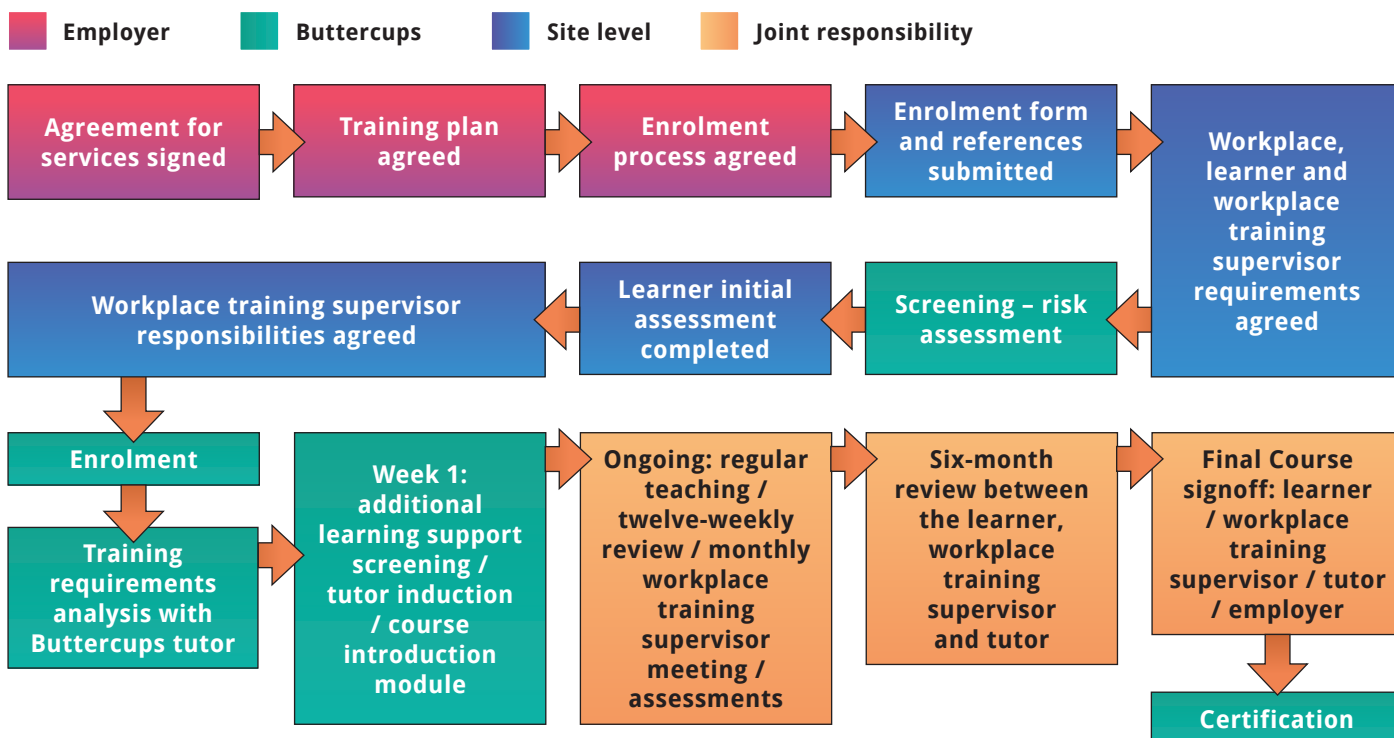 Employer
Buttercups
Site level
Joint responsibility
Agreement for
services signed
Training plan
agreed
Enrolment
process agreed
Enrolment form
and references
submitted
Workplace,
learner and
workplace
training
supervisor
requirements
agreed
Screening – risk
assessment
Learner initial
assessment
completed
Workplace training supervisor
responsibilities agreed
Enrolment
Training
requirements
analysis with
Buttercups tutor
Week 1:
additional
learning support
screening /
tutor induction
/ course
introduction
module
Ongoing: regular
teaching /
twelve-weekly
review / monthly
workplace
training
supervisor
meeting /
assessments
Six-month
review between
the learner,
workplace
training
supervisor
and tutor
Final Course
signoff: learner
/ workplace
training
supervisor / tutor
/ employer
Certification